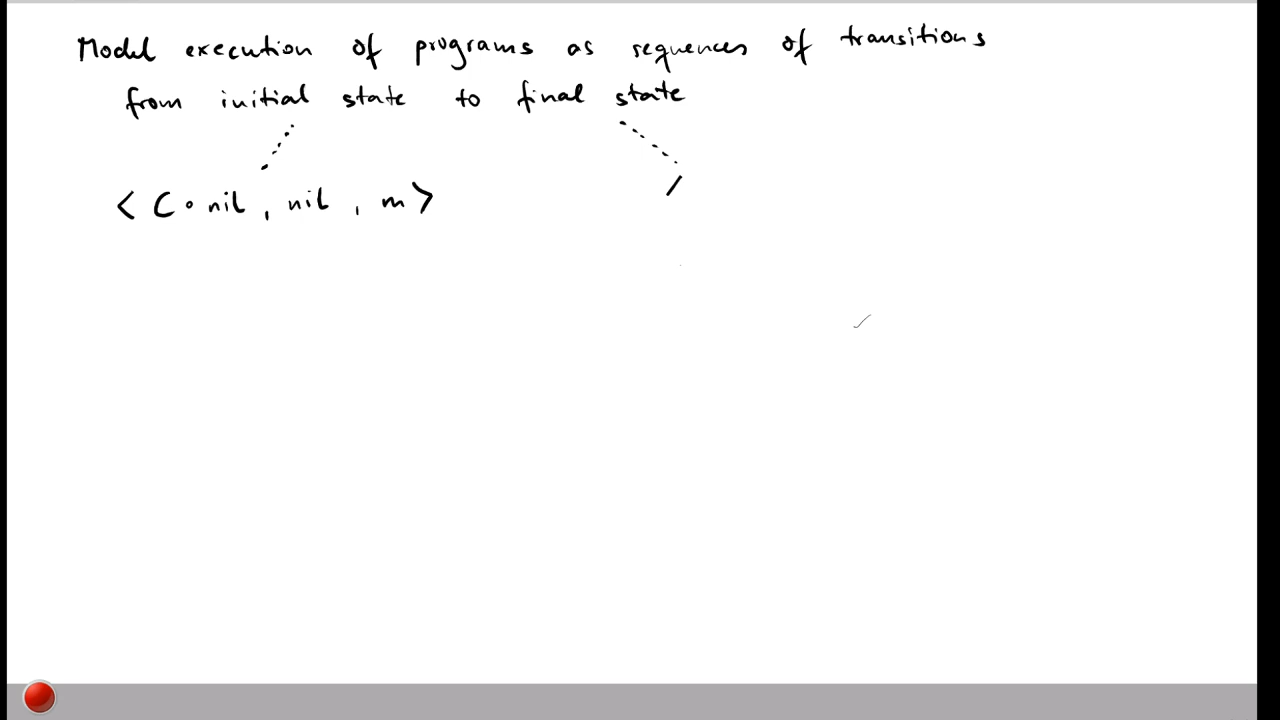 Model execution of programs as sequences of transitions
from initial state to final state
< C ∘ nil , nil , m >